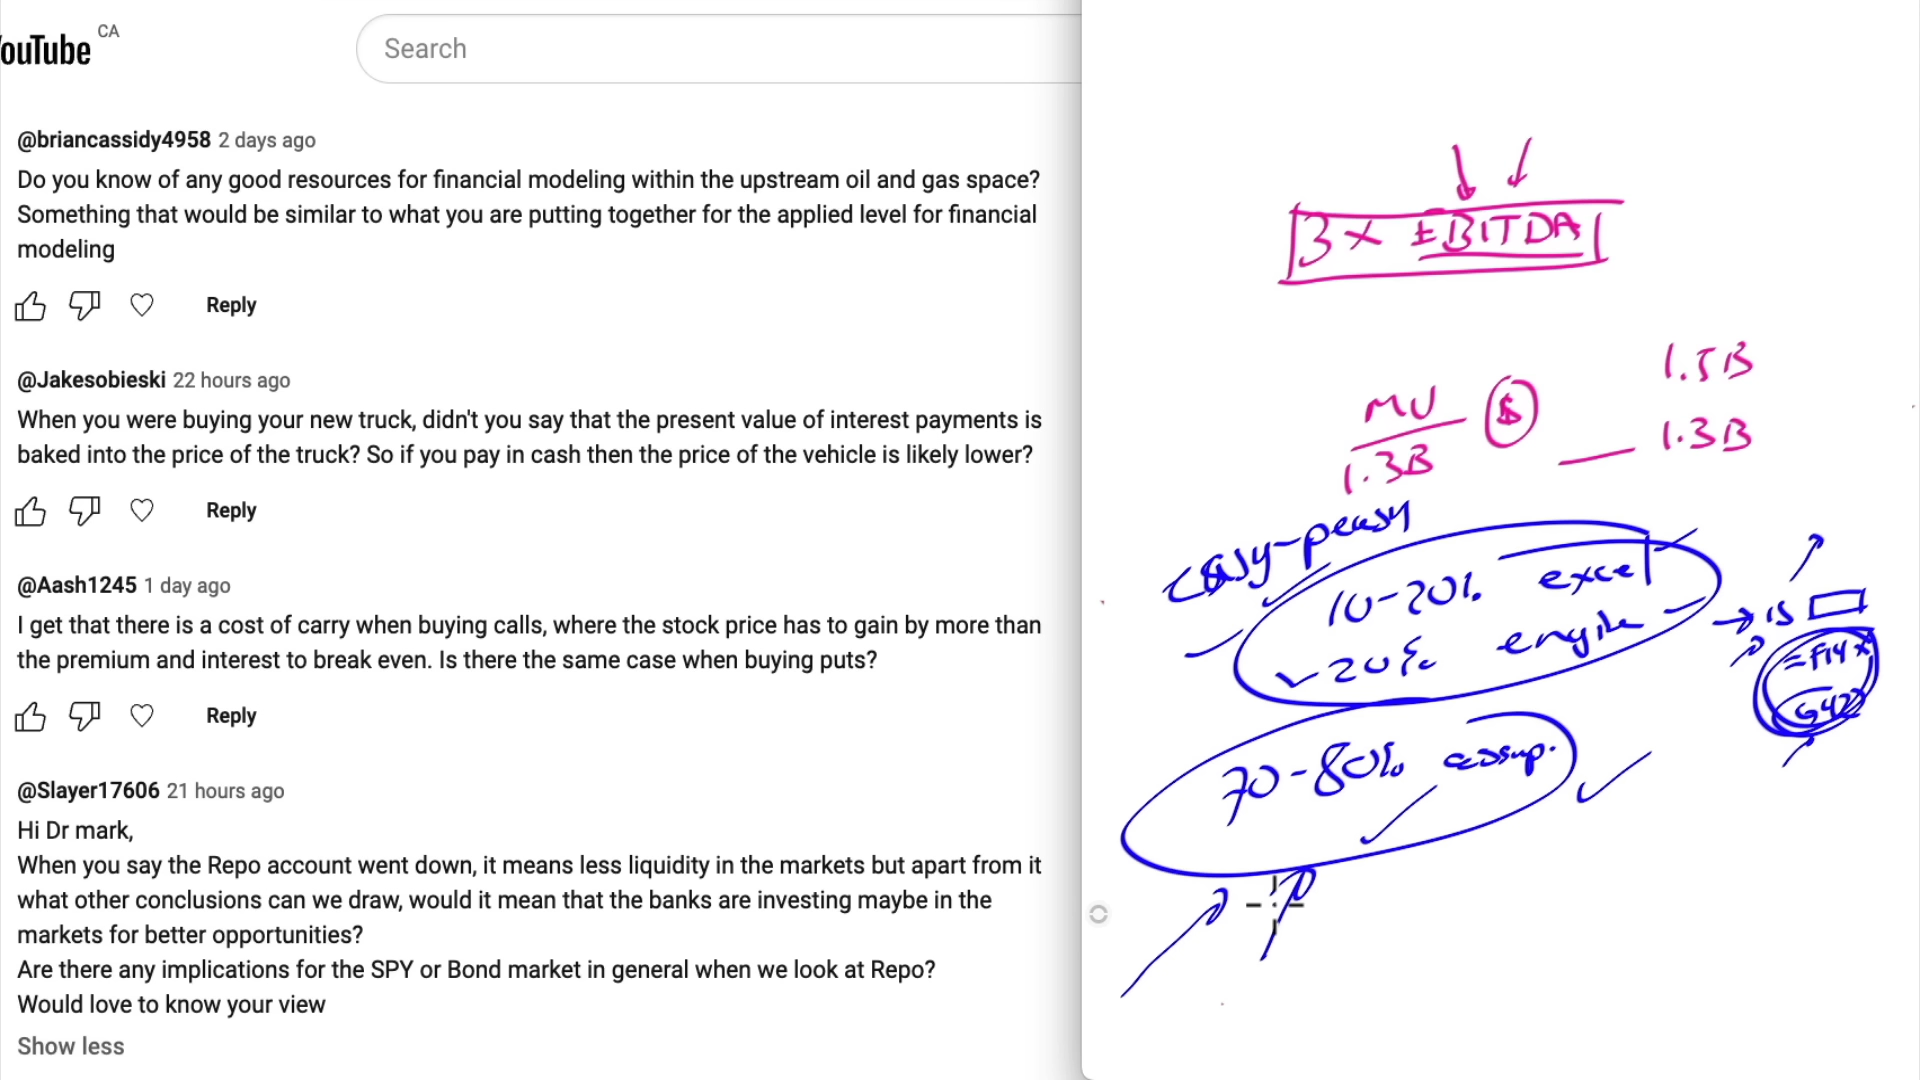 ouTube CA
Search
@briancassidy4958 2 days ago
Do you know of any good resources for financial modeling within the upstream oil and gas space?
Something that would be similar to what you are putting together for the applied level for financial
modeling
Reply
@Jakesobieski 22 hours ago
When you were buying your new truck, didn't you say that the present value of interest payments is
baked into the price of the truck? So if you pay in cash then the price of the vehicle is likely lower?
Reply
@Aash1245 1 day ago
I get that there is a cost of carry when buying calls, where the stock price has to gain by more than
the premium and interest to break even. Is there the same case when buying puts?
Reply
@Slayer17606 21 hours ago
Hi Dr mark,
When you say the Repo account went down, it means less liquidity in the markets but apart from it
what other conclusions can we draw, would it mean that the banks are investing maybe in the
markets for better opportunities?
Are there any implications for the SPY or Bond market in general when we look at Repo?
Would love to know your view
Show less
3 x EBITDA
MV $
1.3B
1.5B
1.3B
easy-peasy
10-20% excel
20% engine
IS
=F14 x
G42
70-80% assump.